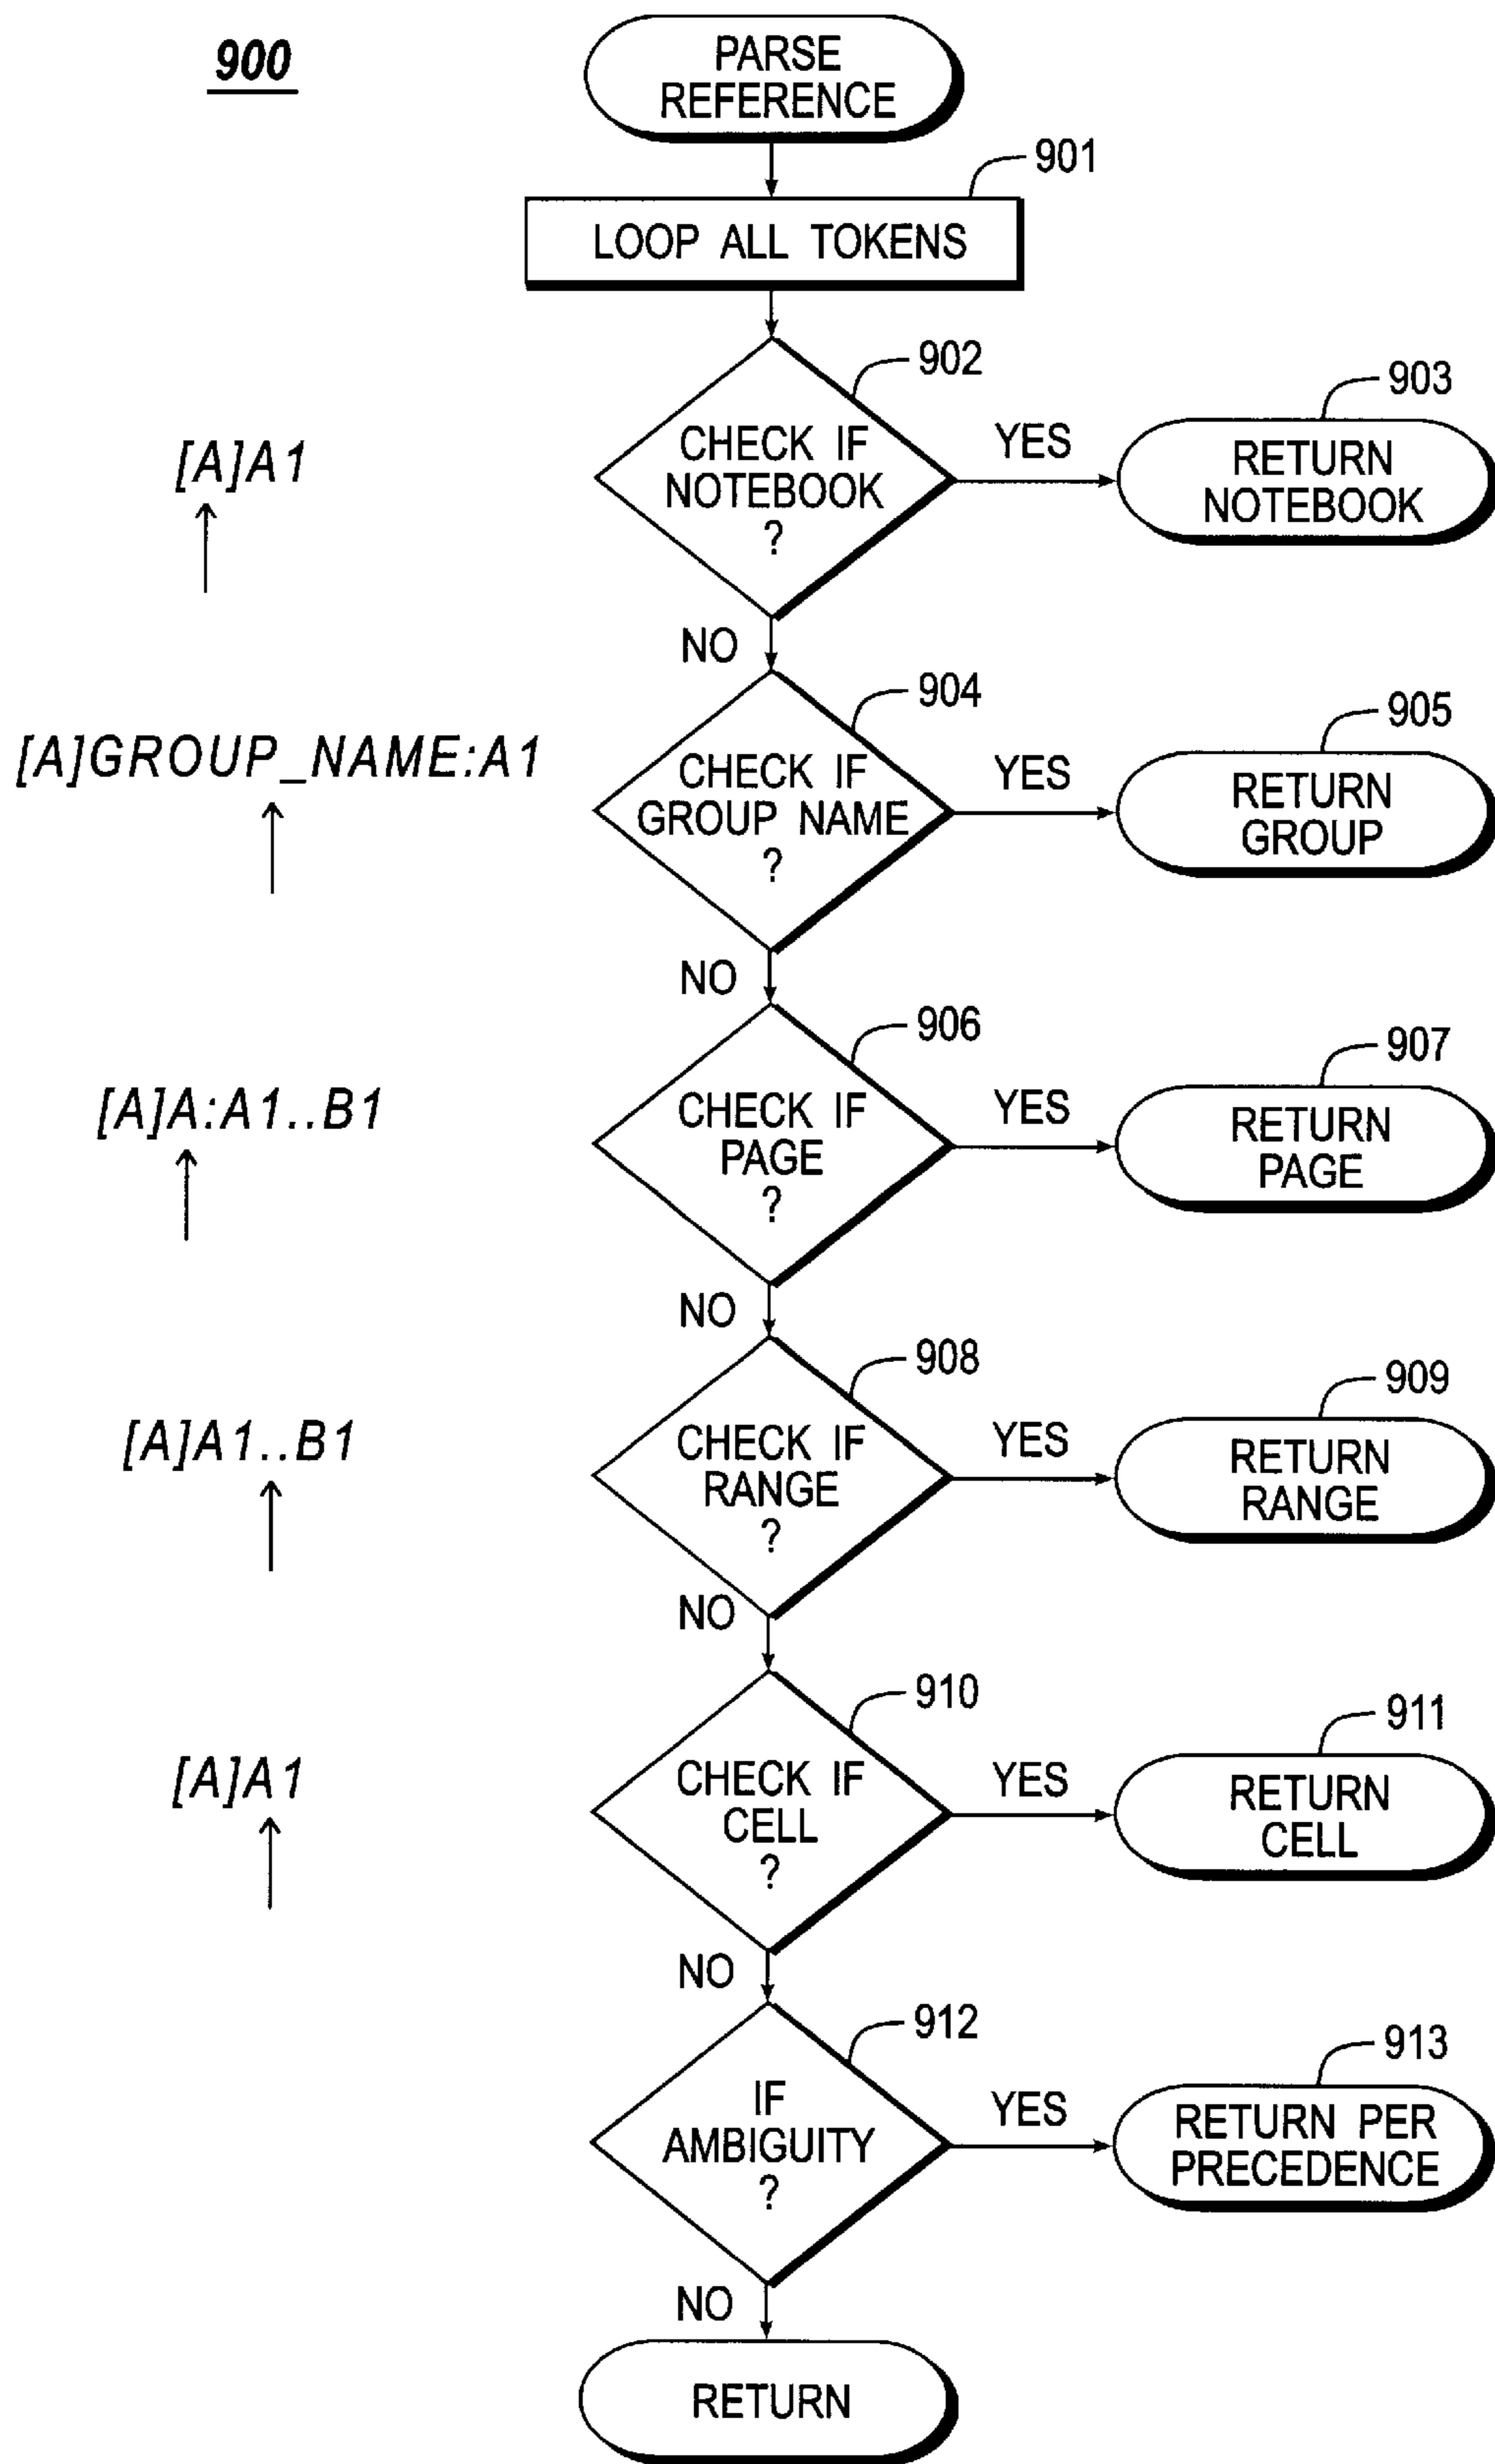 900
PARSE
REFERENCE
901
LOOP ALL TOKENS
902
903
[A]A1
CHECK IF
NOTEBOOK
?
YES
RETURN
NOTEBOOK
NO
904
905
[A]GROUP_NAME:A1
CHECK IF
GROUP NAME
?
YES
RETURN
GROUP
NO
906
907
[A]A:A1..B1
CHECK IF
PAGE
?
YES
RETURN
PAGE
NO
908
909
[A]A1..B1
CHECK IF
RANGE
?
YES
RETURN
RANGE
NO
910
911
[A]A1
CHECK IF
CELL
?
YES
RETURN
CELL
NO
912
913
IF
AMBIGUITY
?
YES
RETURN PER
PRECEDENCE
NO
RETURN